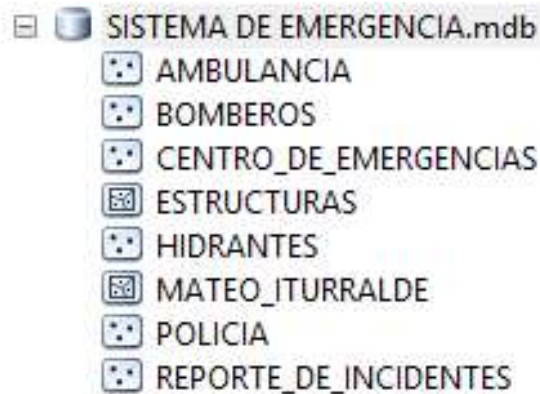 SISTEMA DE EMERGENCIA.mdb
AMBULANCIA
BOMBEROS
CENTRO_DE_EMERGENCIAS
ESTRUCTURAS
HIDRANTES
MATEO_ITURRALDE
POLICIA
REPORTE_DE_INCIDENTES